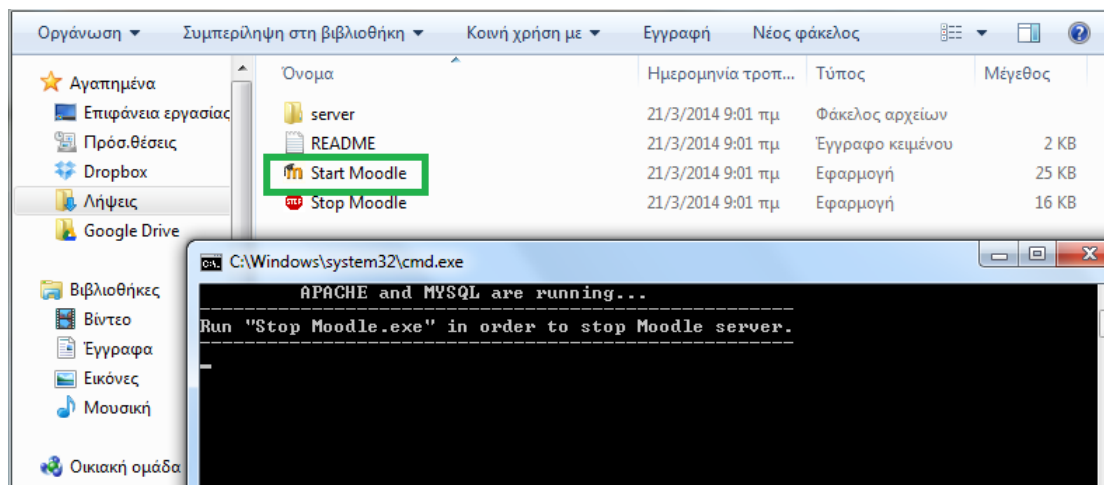 Οργάνωση Συμπερίληψη στη βιβλιοθήκη Κοινή χρήση με Εγγραφή Νέος φάκελος
Αγαπημένα
Επιφάνεια εργασίας
Πρόσ.θέσεις
Dropbox
Λήψεις
Google Drive
Βιβλιοθήκες
Βίντεο
Έγγραφα
Εικόνες
Μουσική
Οικιακή ομάδα
Όνομα Ημερομηνία τροπ... Τύπος Μέγεθος
server 21/3/2014 9:01 πμ Φάκελος αρχείων
README 21/3/2014 9:01 πμ Έγγραφο κειμένου 2 KB
Start Moodle 21/3/2014 9:01 πμ Εφαρμογή 25 KB
STOP Stop Moodle 21/3/2014 9:01 πμ Εφαρμογή 16 KB
C:\Windows\system32\cmd.exe
APACHE and MYSQL are running...
Run "Stop Moodle.exe" in order to stop Moodle server.